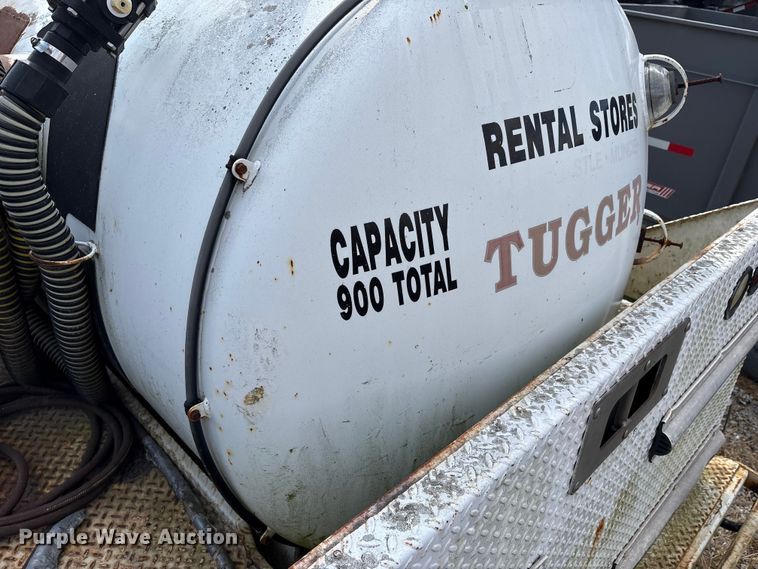 RENTAL STORES
TUGGER
CAPACITY
900 TOTAL
Purple Wave Auction